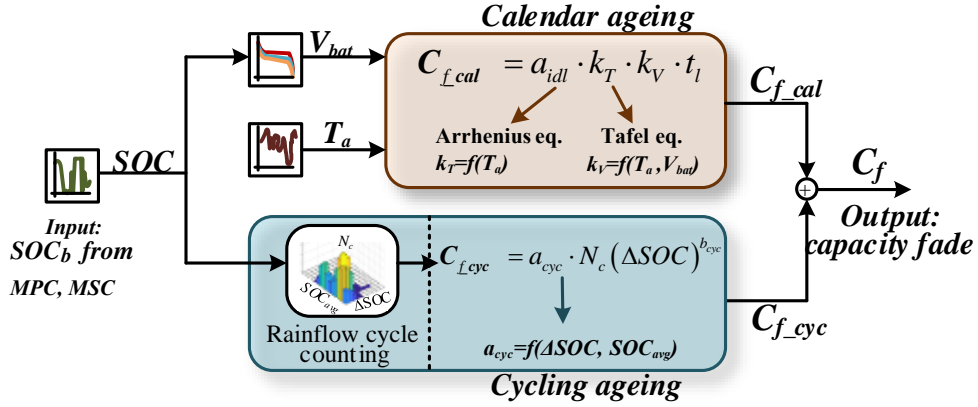 Calendar ageing
V_bat
C_f_cal = a_idl · k_T · k_V · t_l
C_f_cal
Arrhenius eq.
k_T=f(T_a)
Tafel eq.
k_V=f(T_a,V_bat)
T_a
SOC
C_f
+
Input:
SOC_b from
MPC, MSC
Output:
capacity fade
N_c
SOC_avg
ΔSOC
Rainflow cycle
counting
C_f_cyc = a_cyc · N_c (ΔSOC)^b_cyc
a_cyc=f(ΔSOC, SOC_avg)
C_f_cyc
Cycling ageing